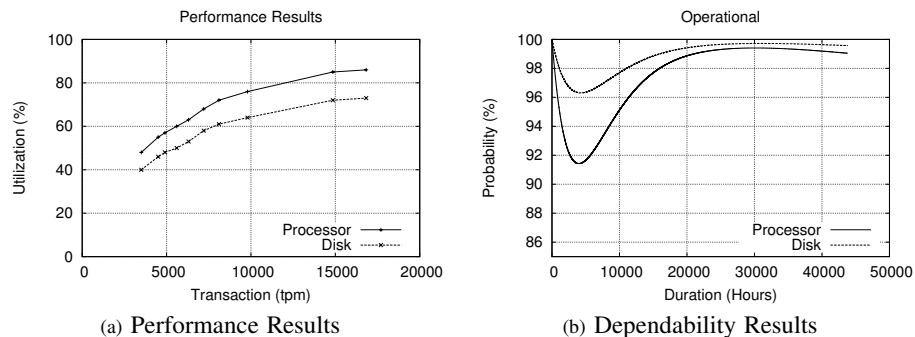 Performance Results
100
80
60
40
20
0
Utilization (%)
Processor
Disk
0 5000 10000 15000 20000
Transaction (tpm)
(a) Performance Results
Operational
100
98
96
94
92
90
88
86
Probability (%)
Processor
Disk
0 10000 20000 30000 40000 50000
Duration (Hours)
(b) Dependability Results